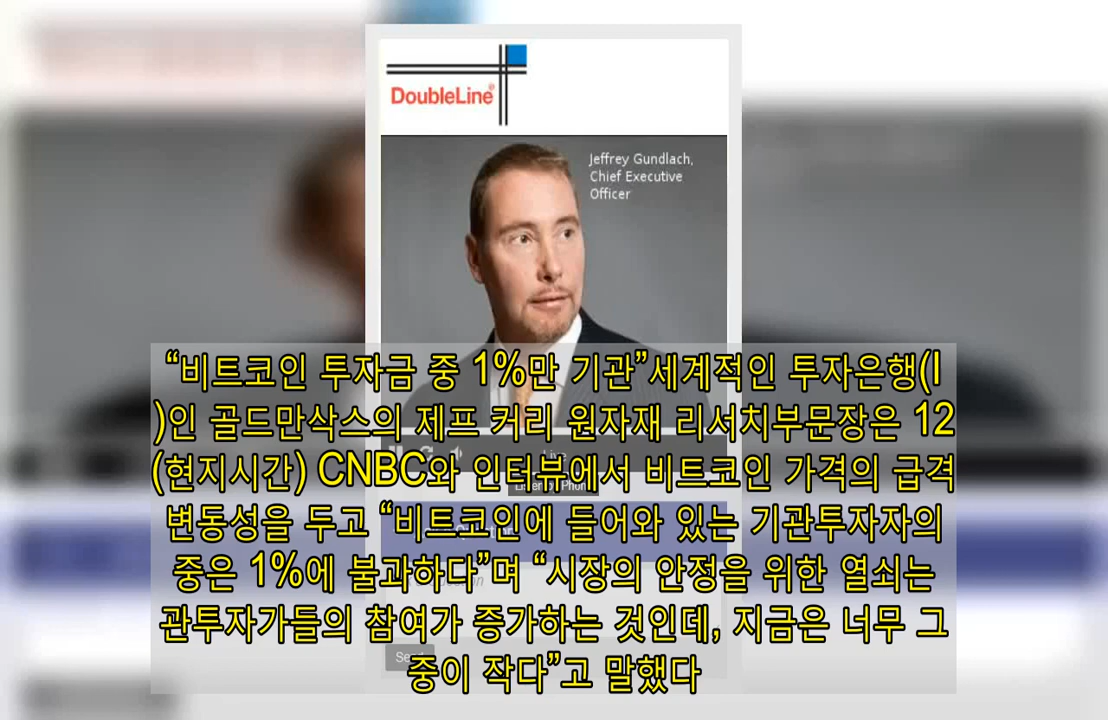 DoubleLine®
Jeffrey Gundlach,
Chief Executive
Officer
“비트코인 투자금 중 1%만 기관”세계적인 투자은행(I
)인 골드만삭스의 제프 커리 원자재 리서치부문장은 12
(현지시간) CNBC와 인터뷰에서 비트코인 가격의 급격
변동성을 두고 “비트코인에 들어와 있는 기관투자자의
중은 1%에 불과하다”며 “시장의 안정을 위한 열쇠는
관투자가들의 참여가 증가하는 것인데, 지금은 너무 그
중이 작다”고 말했다